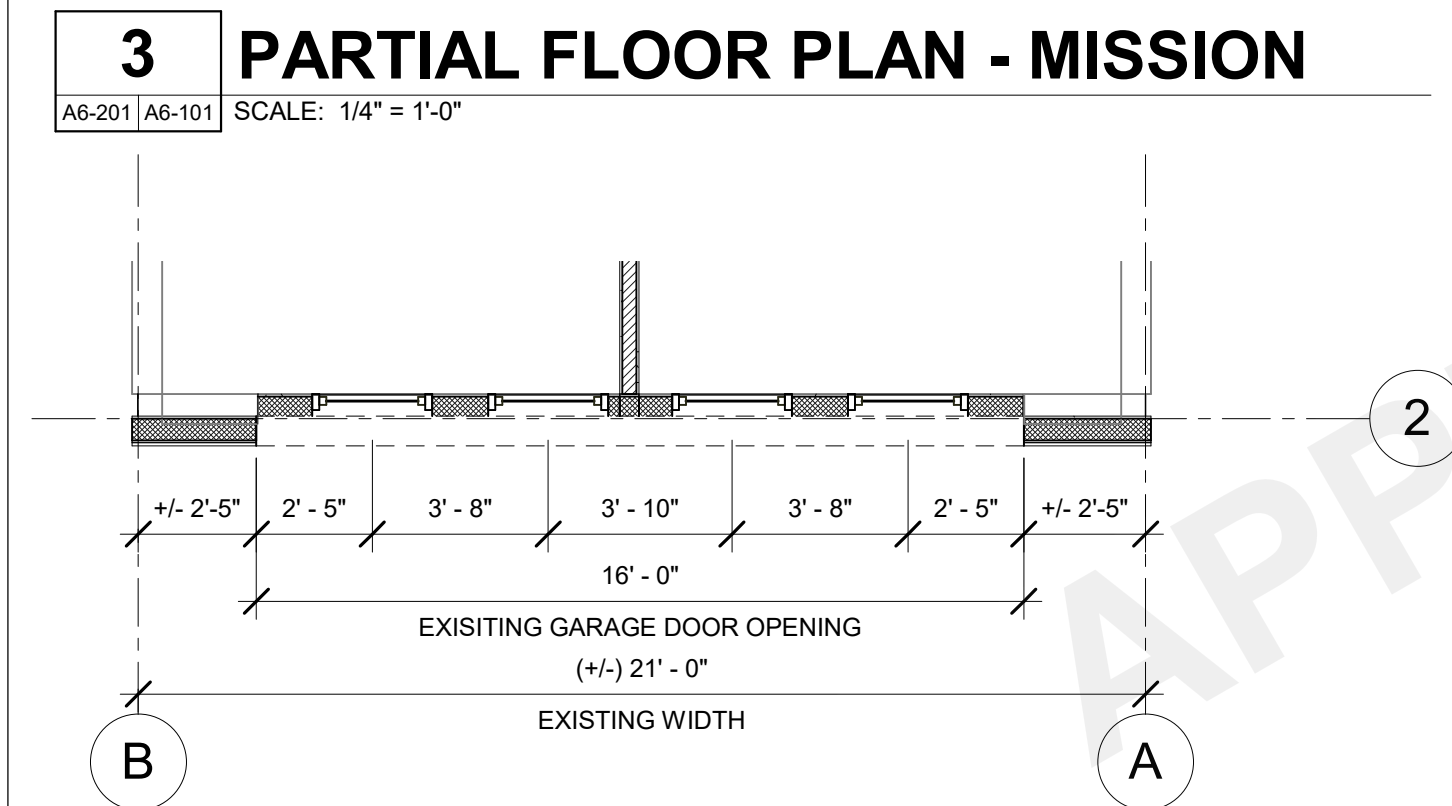 3
PARTIAL FLOOR PLAN - MISSION
A6-201 A6-101
SCALE: 1/4" = 1'-0"
2
+/- 2'-5" 2' - 5" 3' - 8" 3' - 10" 3' - 8" 2' - 5" +/- 2'-5"
16' - 0"
EXISITING GARAGE DOOR OPENING
(+/-) 21' - 0"
EXISTING WIDTH
B
A
APP